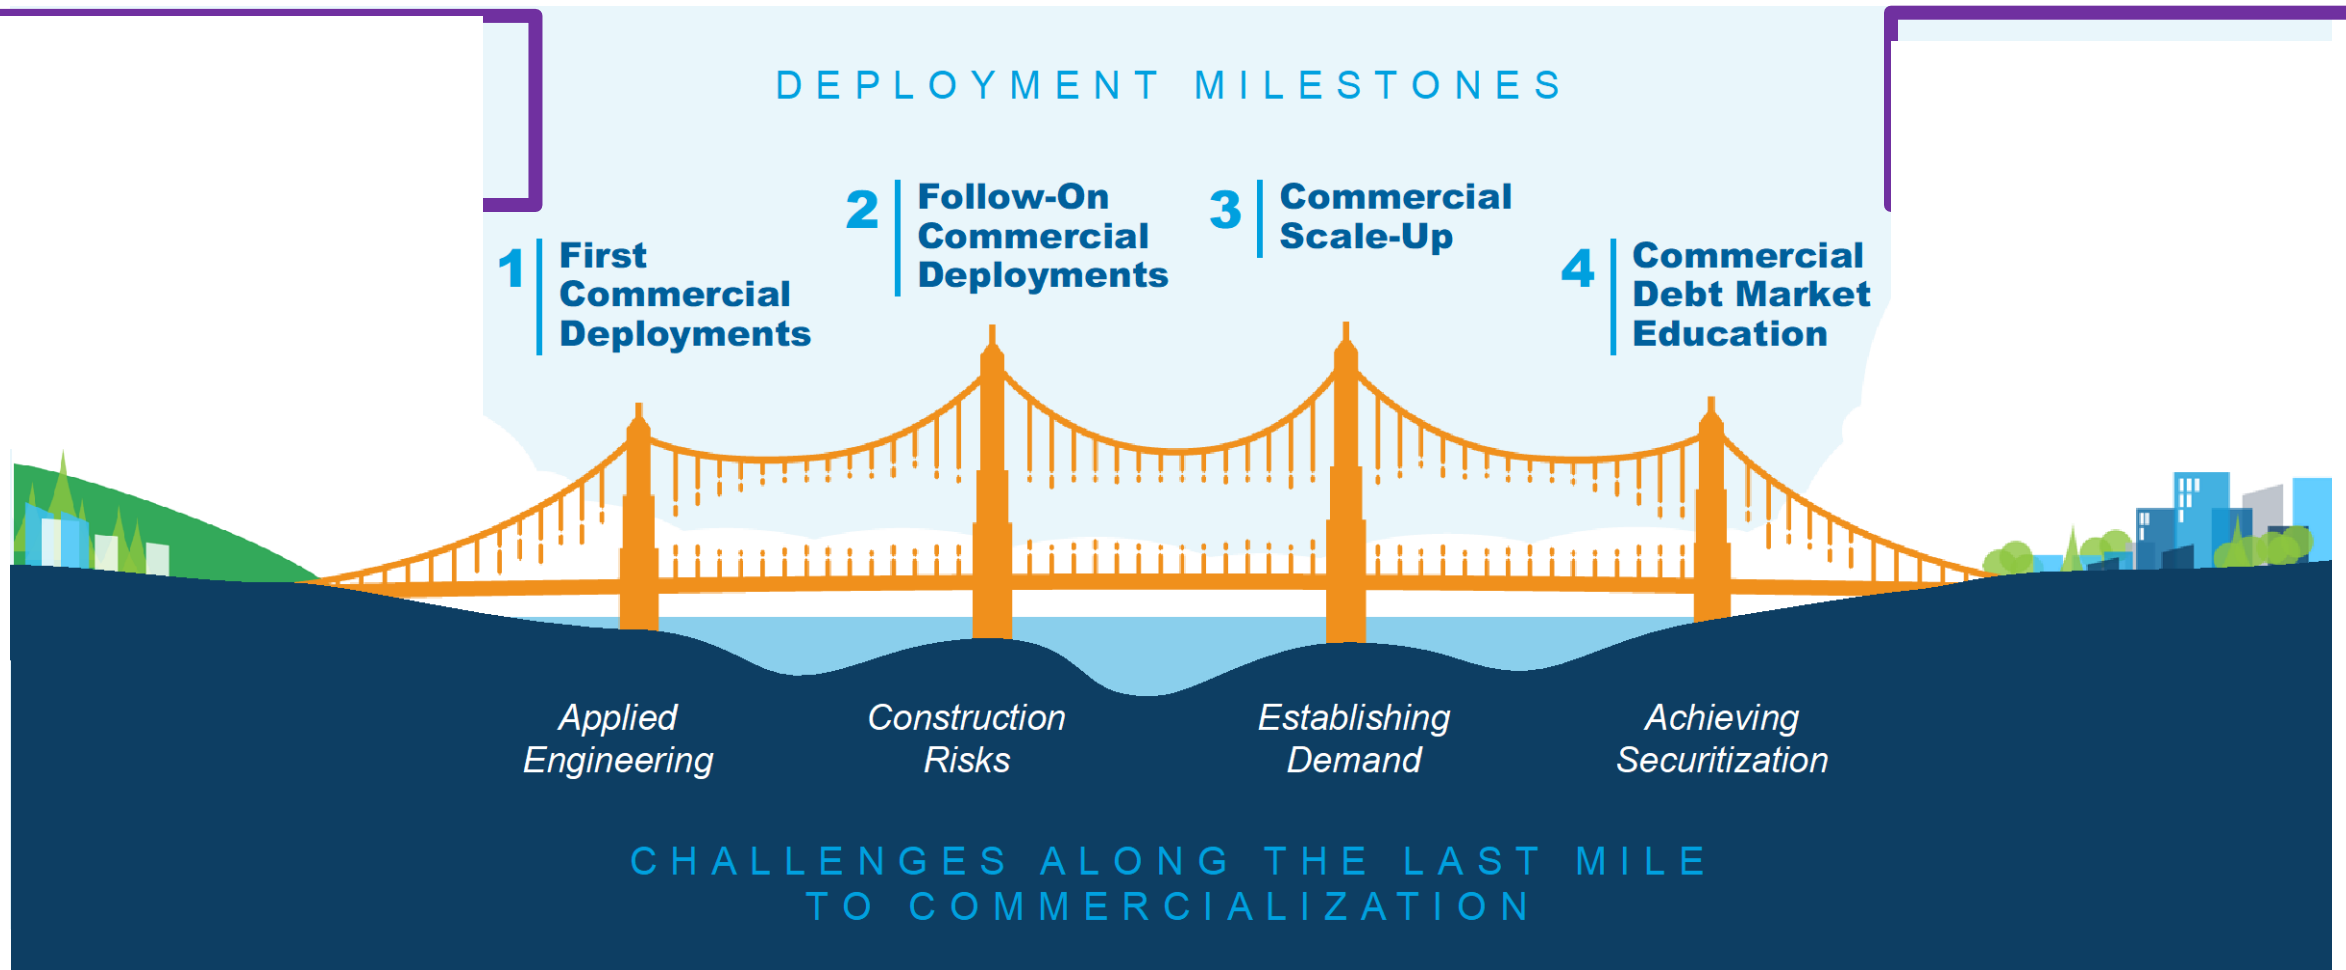 DEPLOYMENT MILESTONES
1
First
Commercial
Deployments
2
Follow-On
Commercial
Deployments
3
Commercial
Scale-Up
4
Commercial
Debt Market
Education
Applied
Engineering
Construction
Risks
Establishing
Demand
Achieving
Securitization
CHALLENGES ALONG THE LAST MILE
TO COMMERCIALIZATION